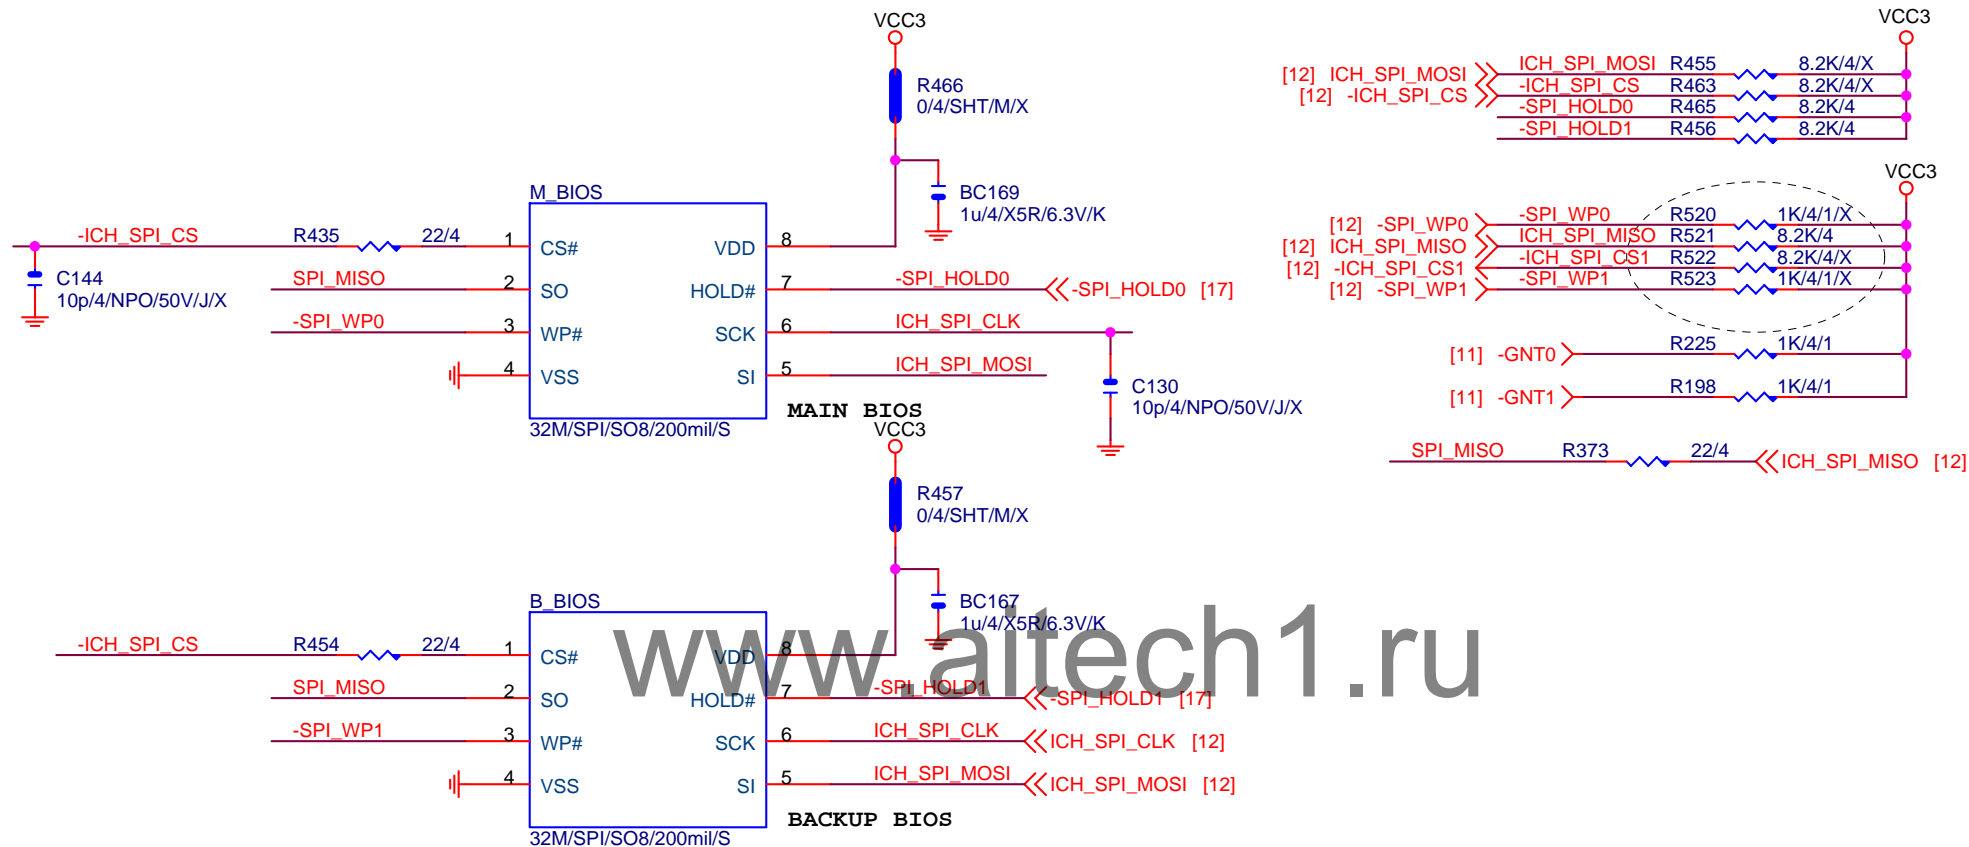 VCC3
R466
0/4/SHT/M/X
BC169
1u/4/X5R/6.3V/K
M_BIOS
-ICH_SPI_CS R435 22/4 1 CS# VDD 8
C144
10p/4/NPO/50V/J/X
SPI_MISO 2 SO HOLD# 7 -SPI_HOLD0 -SPI_HOLD0 [17]
-SPI_WP0 3 WP# SCK 6 ICH_SPI_CLK
4 VSS SI 5 ICH_SPI_MOSI
C130
10p/4/NPO/50V/J/X
MAIN BIOS
32M/SPI/SO8/200mil/S
VCC3
R457
0/4/SHT/M/X
BC167
1u/4/X5R/6.3V/K
B_BIOS
-ICH_SPI_CS R454 22/4 1 CS# VDD 8
SPI_MISO 2 SO HOLD# 7 -SPI_HOLD1 -SPI_HOLD1 [17]
-SPI_WP1 3 WP# SCK 6 ICH_SPI_CLK ICH_SPI_CLK [12]
4 VSS SI 5 ICH_SPI_MOSI ICH_SPI_MOSI [12]
BACKUP BIOS
32M/SPI/SO8/200mil/S
www.aitech1.ru
VCC3
[12] ICH_SPI_MOSI ICH_SPI_MOSI R455 8.2K/4/X
[12] -ICH_SPI_CS -ICH_SPI_CS R463 8.2K/4/X
-SPI_HOLD0 R465 8.2K/4
-SPI_HOLD1 R456 8.2K/4
VCC3
[12] -SPI_WP0 -SPI_WP0 R520 1K/4/1/X
[12] ICH_SPI_MISO ICH_SPI_MISO R521 8.2K/4
[12] -ICH_SPI_CS1 -ICH_SPI_CS1 R522 8.2K/4/X
[12] -SPI_WP1 -SPI_WP1 R523 1K/4/1/X
[11] -GNT0 R225 1K/4/1
[11] -GNT1 R198 1K/4/1
SPI_MISO R373 22/4 ICH_SPI_MISO [12]